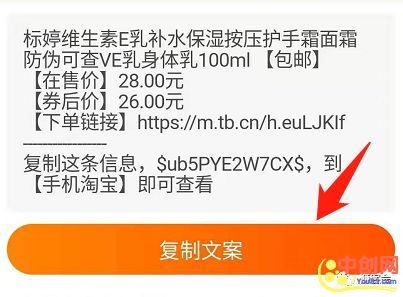 标婷维生素E乳补水保湿按压护手霜面霜
防伪可查VE乳身体乳100ml 【包邮】
【在售价】28.00元
【券后价】26.00元
【下单链接】https://m.tb.cn/h.euLJKlf
-----------------
复制这条信息，$ub5PYE2W7CX$，到
【手机淘宝】即可查看
复制文案
中创网